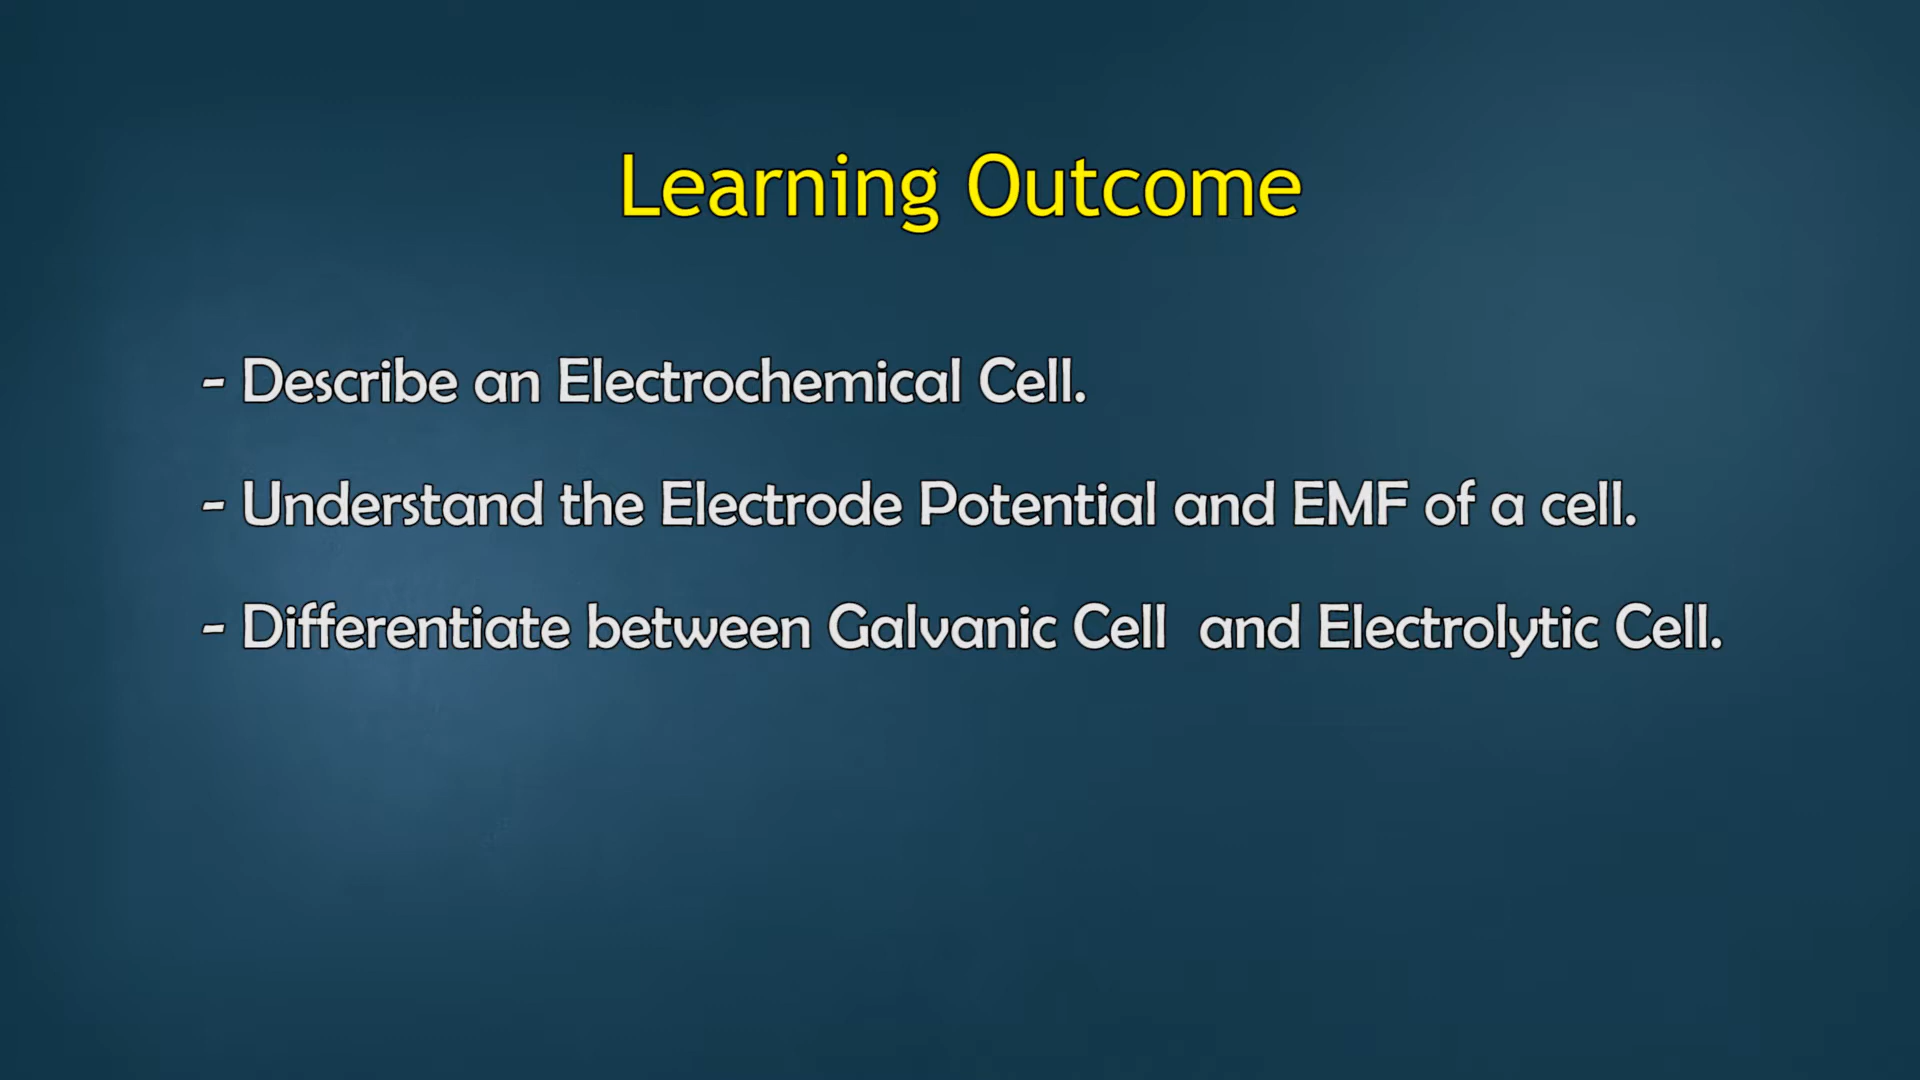 Learning Outcome
- Describe an Electrochemical Cell.
- Understand the Electrode Potential and EMF of a cell.
- Differentiate between Galvanic Cell  and Electrolytic Cell.